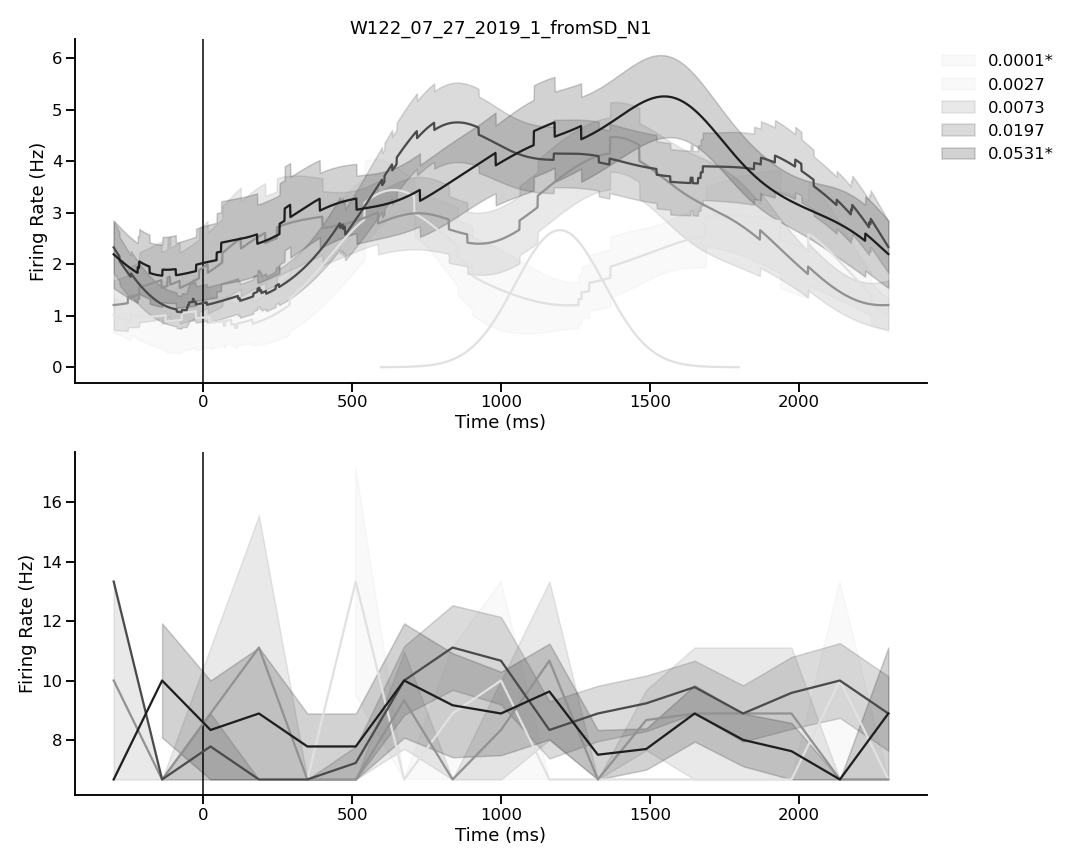 W122_07_27_2019_1_fromSD_N1
6
5
4
3
2
1
0
Firing Rate (Hz)
0 500 1000 1500 2000
Time (ms)
0.0001*
0.0027
0.0073
0.0197
0.0531*
16
14
12
10
8
Firing Rate (Hz)
0 500 1000 1500 2000
Time (ms)